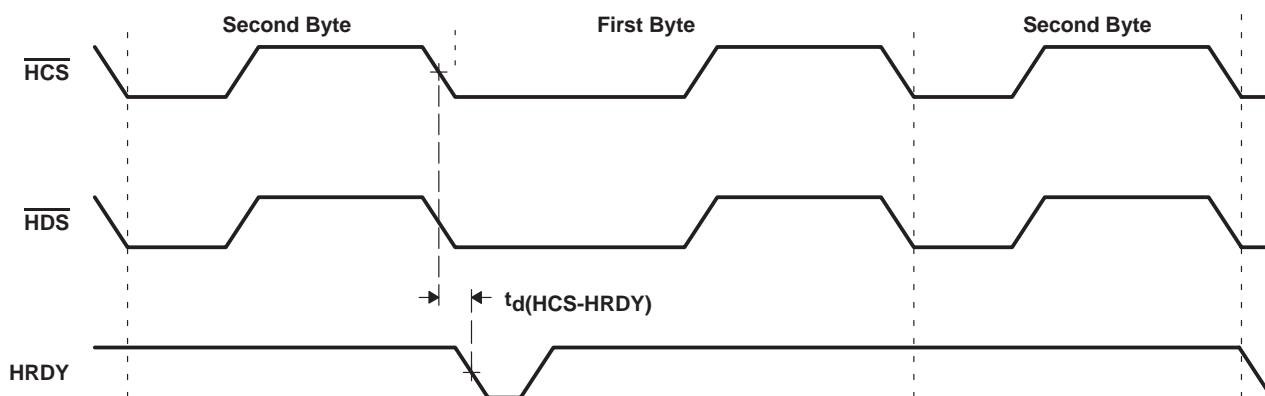 Second Byte First Byte Second Byte
HCS
HDS
td(HCS-HRDY)
HRDY